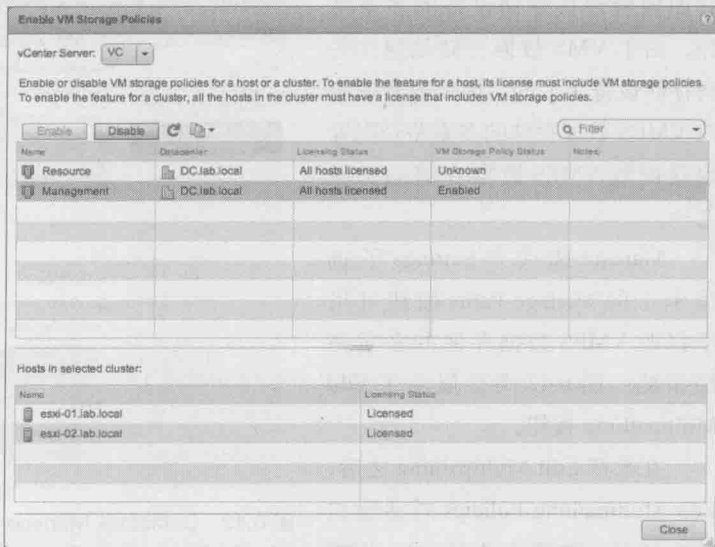 Enable VM Storage Policies
vCenter Server: VC
Enable or disable VM storage policies for a host or a cluster. To enable the feature for a host, its license must include VM storage policies.
To enable the feature for a cluster, all the hosts in the cluster must have a license that includes VM storage policies.
Enable Disable Filter
Name Datacenter Licensing Status VM Storage Policy Status Notes
Resource DC.lab.local All hosts licensed Unknown
Management DC.lab.local All hosts licensed Enabled
Hosts in selected cluster:
Name Licensing Status
esxi-01.lab.local Licensed
esxi-02.lab.local Licensed
Close